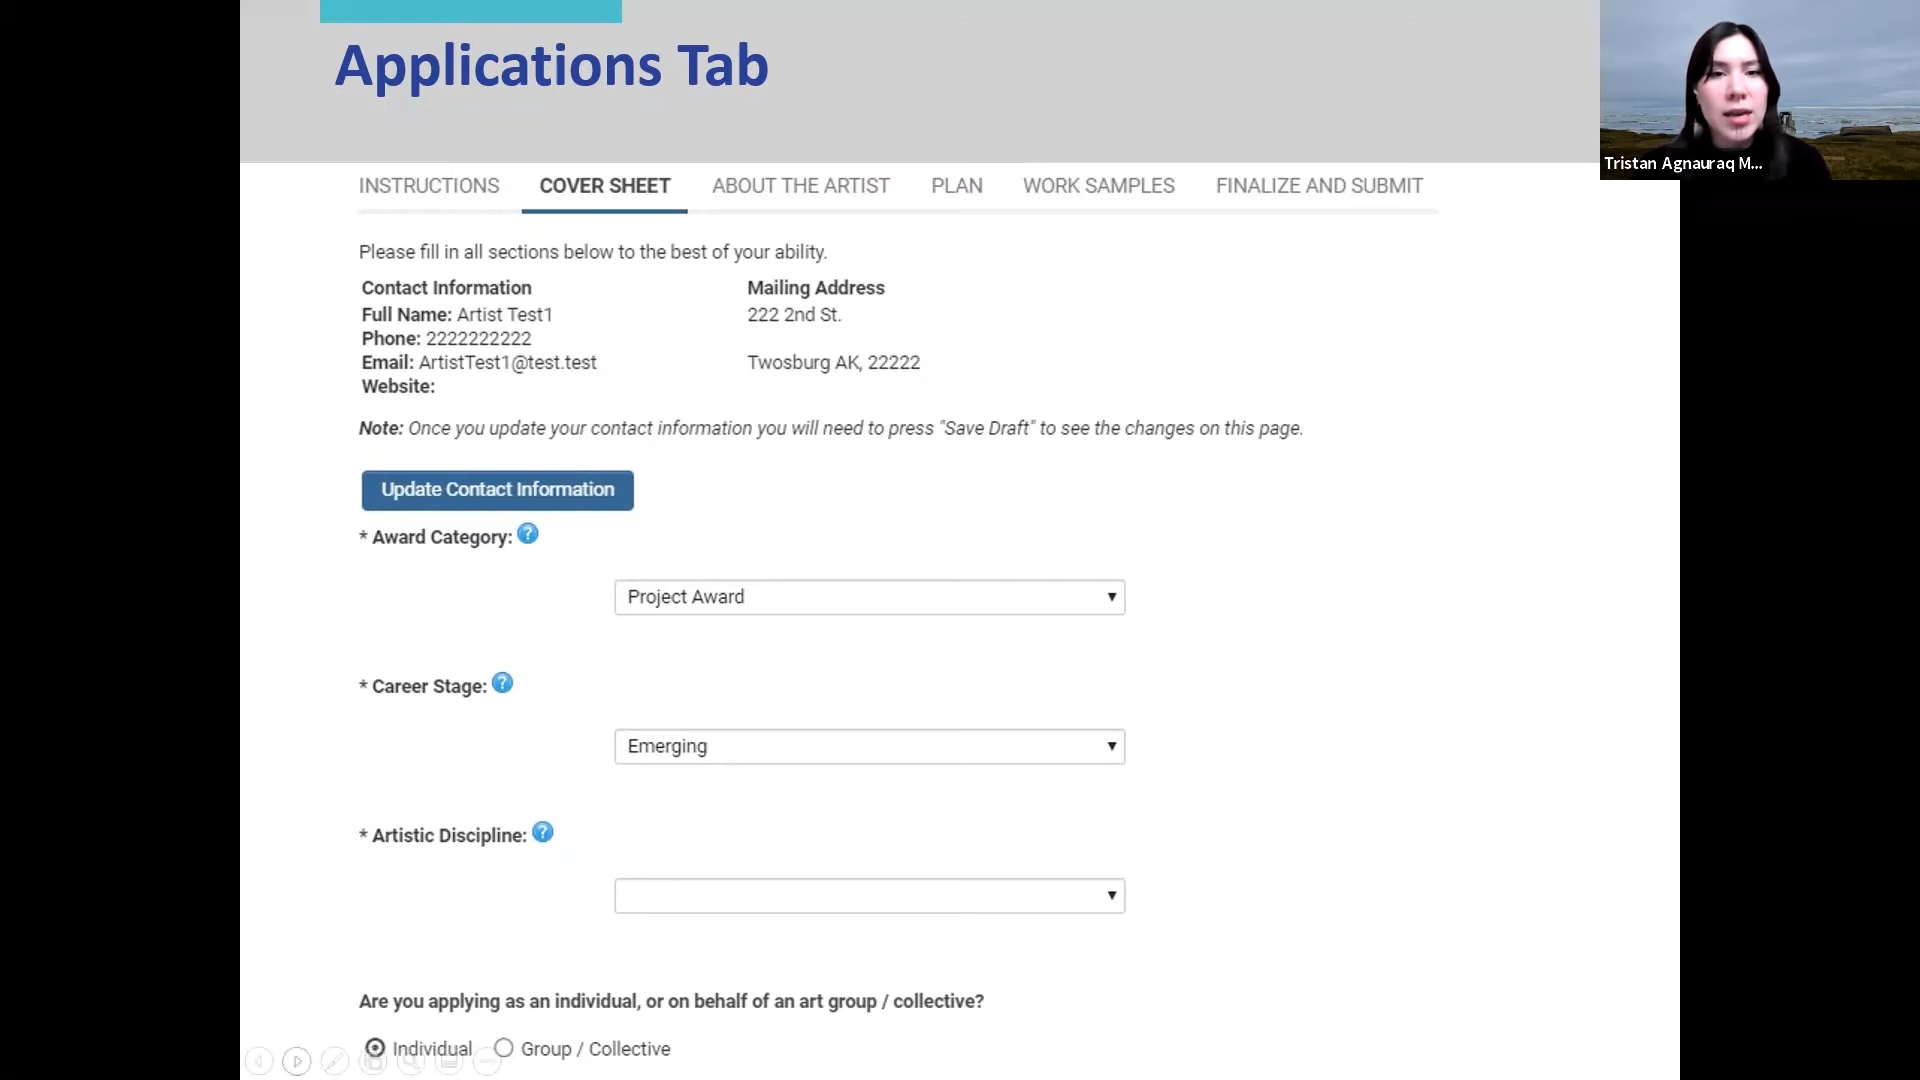 Applications Tab
Tristan Agnauraq M...
INSTRUCTIONS COVER SHEET ABOUT THE ARTIST PLAN WORK SAMPLES FINALIZE AND SUBMIT
Please fill in all sections below to the best of your ability.
Contact Information
Full Name: Artist Test1
Phone: 2222222222
Email: ArtistTest1@test.test
Website:
Mailing Address
222 2nd St.
Twosburg AK, 22222
Note: Once you update your contact information you will need to press "Save Draft" to see the changes on this page.
Update Contact Information
* Award Category: ?
Project Award
* Career Stage: ?
Emerging
* Artistic Discipline: ?
Are you applying as an individual, or on behalf of an art group / collective?
Individual Group / Collective